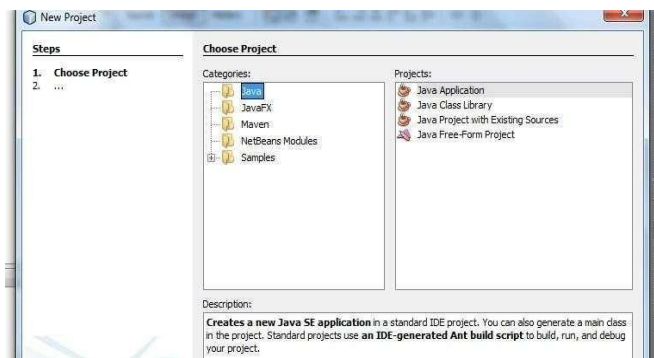 New Project
Steps
1. Choose Project
2. ...
Choose Project
Categories:
Java
JavaFX
Maven
NetBeans Modules
Samples
Projects:
Java Application
Java Class Library
Java Project with Existing Sources
Java Free-Form Project
Description:
Creates a new Java SE application in a standard IDE project. You can also generate a main class
in the project. Standard projects use an IDE-generated Ant build script to build, run, and debug
your project.